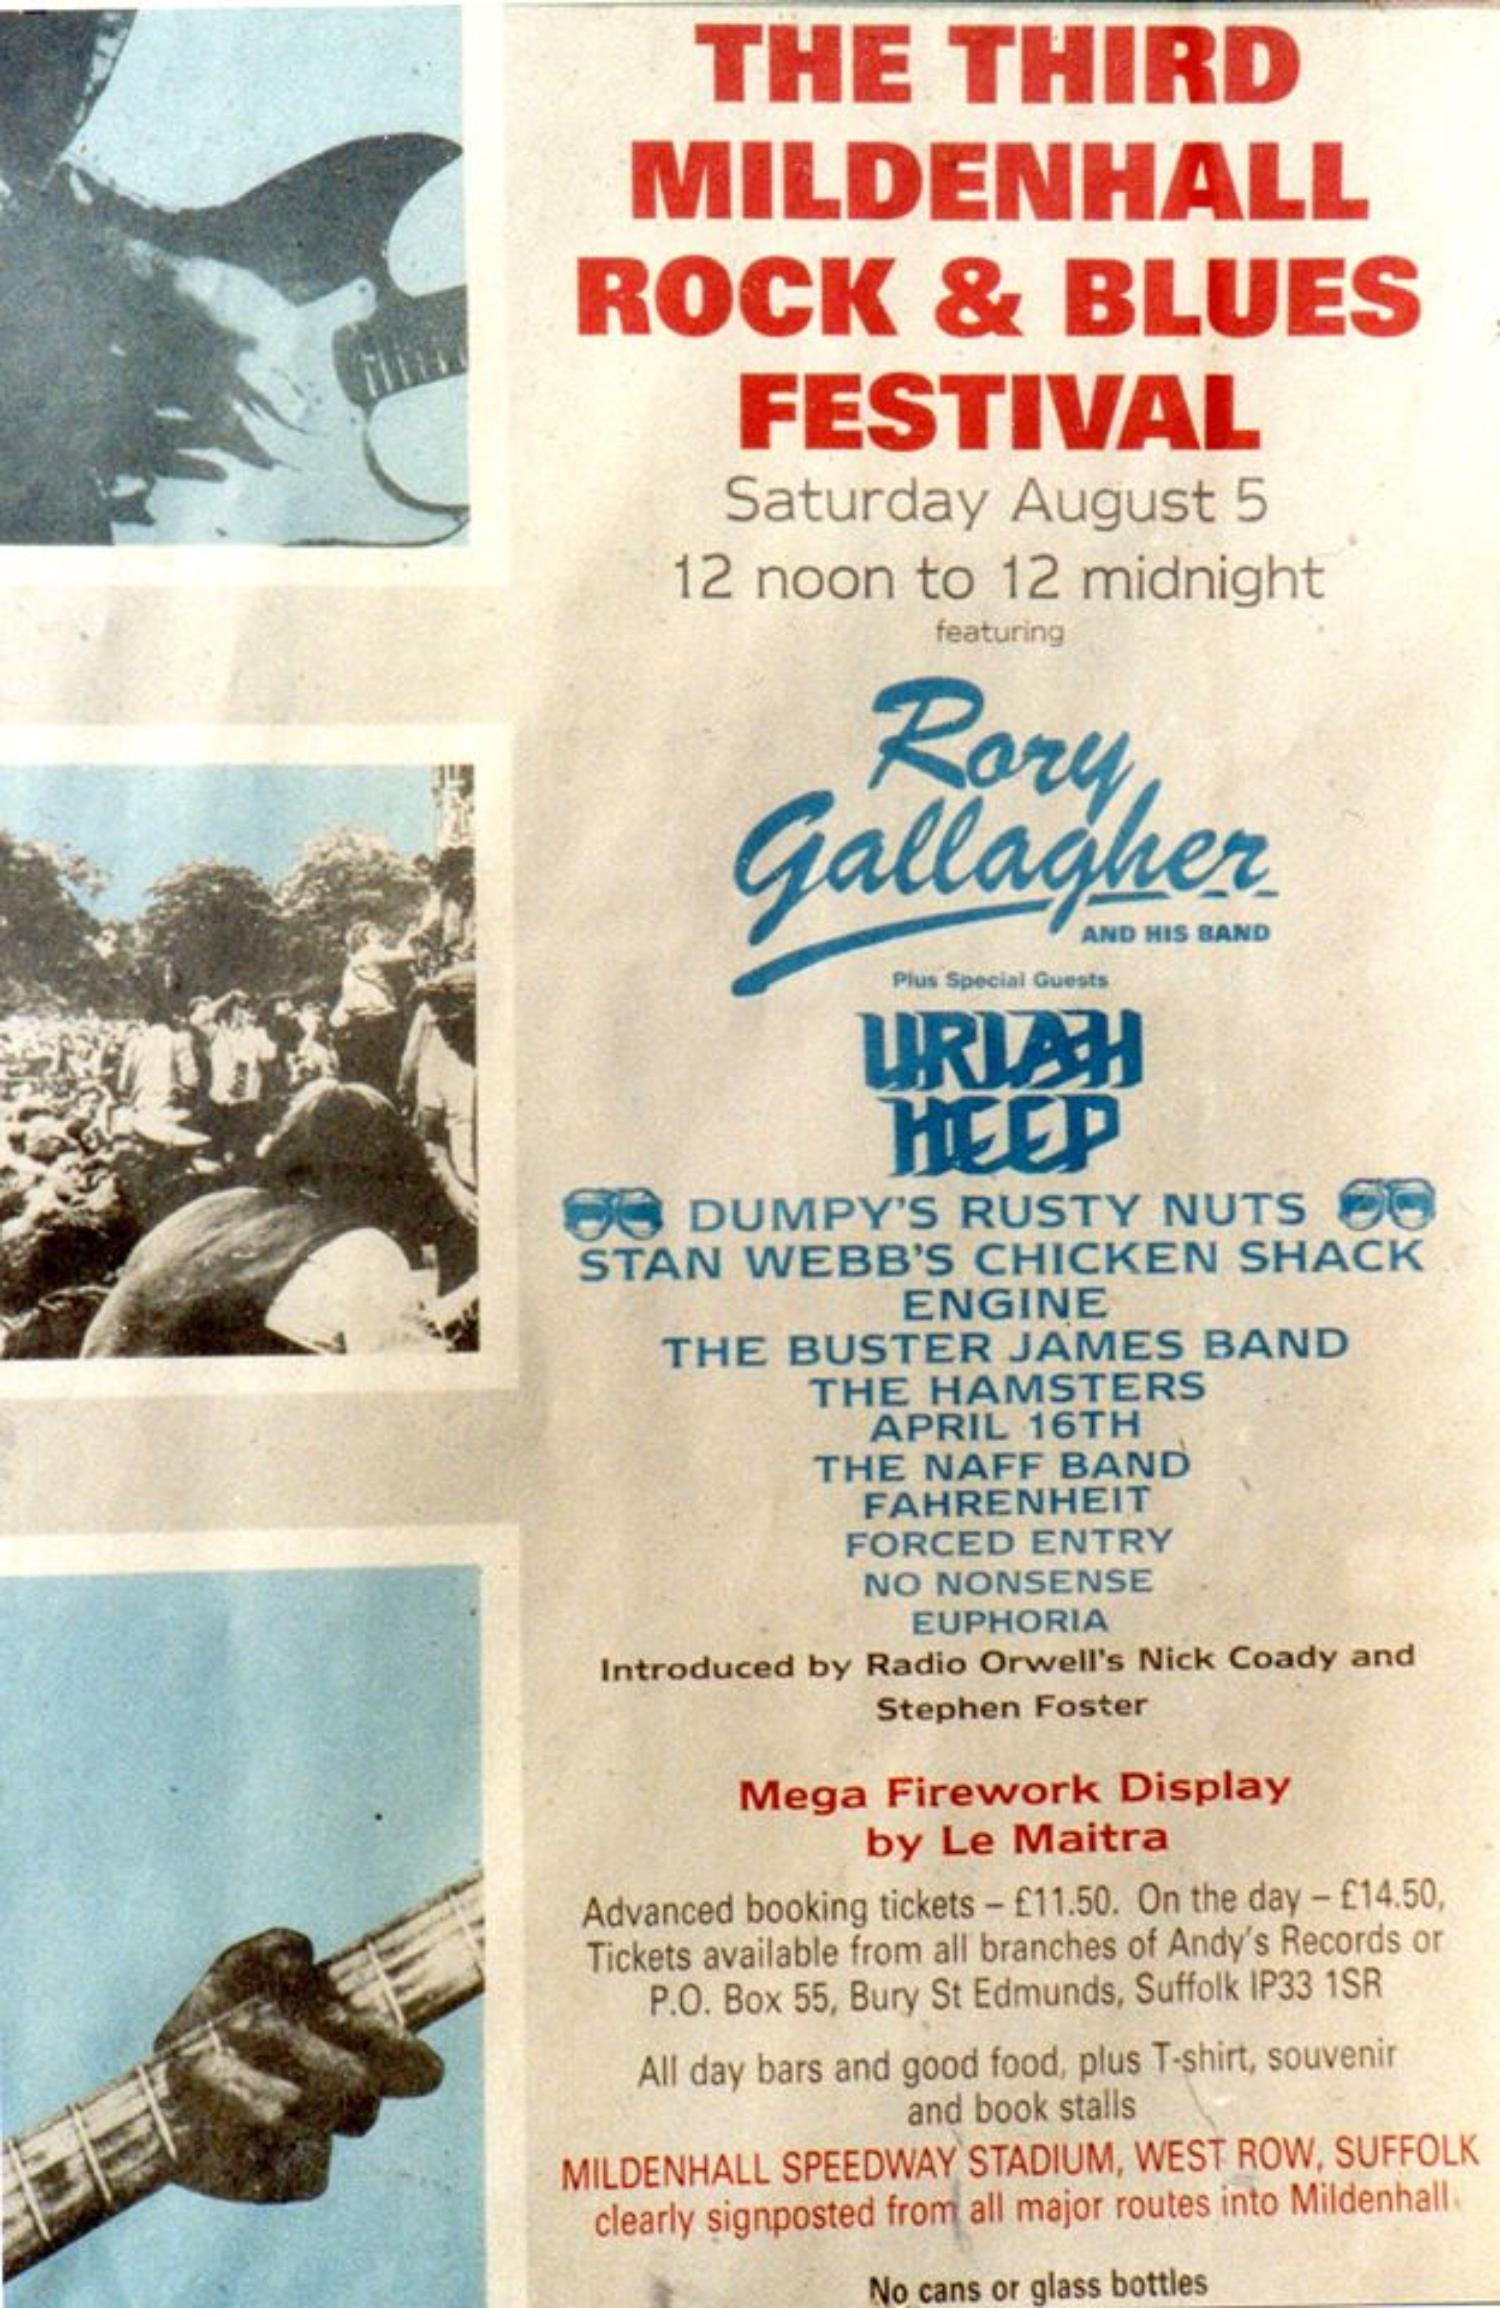 THE THIRD
MILDENHALL
ROCK & BLUES
FESTIVAL
Saturday August 5
12 noon to 12 midnight
featuring
Rory
Gallagher
AND HIS BAND
Plus Special Guests
URIAH
HEEP
DUMPY'S RUSTY NUTS
STAN WEBB'S CHICKEN SHACK
ENGINE
THE BUSTER JAMES BAND
THE HAMSTERS
APRIL 16TH
THE NAFF BAND
FAHRENHEIT
FORCED ENTRY
NO NONSENSE
EUPHORIA
Introduced by Radio Orwell's Nick Coady and
Stephen Foster
Mega Firework Display
by Le Maitra
Advanced booking tickets – £11.50. On the day – £14.50,
Tickets available from all branches of Andy's Records or
P.O. Box 55, Bury St Edmunds, Suffolk IP33 1SR
All day bars and good food, plus T-shirt, souvenir
and book stalls
MILDENHALL SPEEDWAY STADIUM, WEST ROW, SUFFOLK
clearly signposted from all major routes into Mildenhall.
No cans or glass bottles